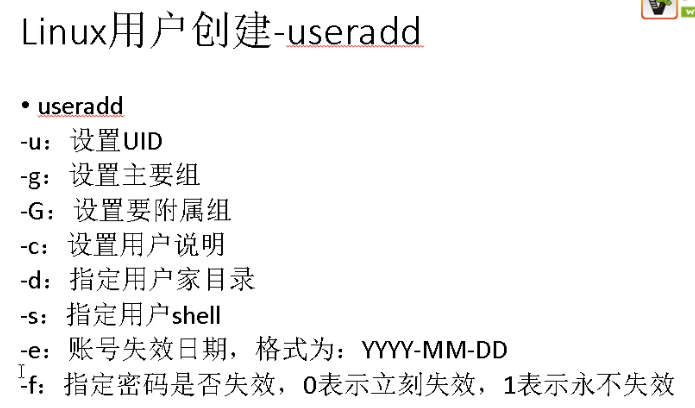 Linux用户创建-useradd
• useradd
-u：设置UID
-g：设置主要组
-G：设置要附属组
-c：设置用户说明
-d：指定用户家目录
-s：指定用户shell
-e：账号失效日期，格式为：YYYY-MM-DD
-f：指定密码是否失效，0表示立刻失效，1表示永不失效